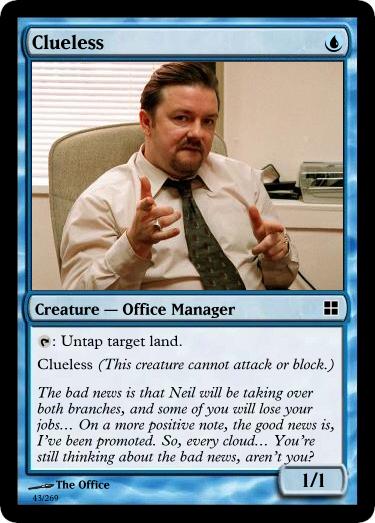 Clueless
Creature — Office Manager
: Untap target land.
Clueless (This creature cannot attack or block.)
The bad news is that Neil will be taking over
both branches, and some of you will lose your
jobs... On a more positive note, the good news is,
I've been promoted. So, every cloud... You're
still thinking about the bad news, aren't you?
1/1
The Office
43/269